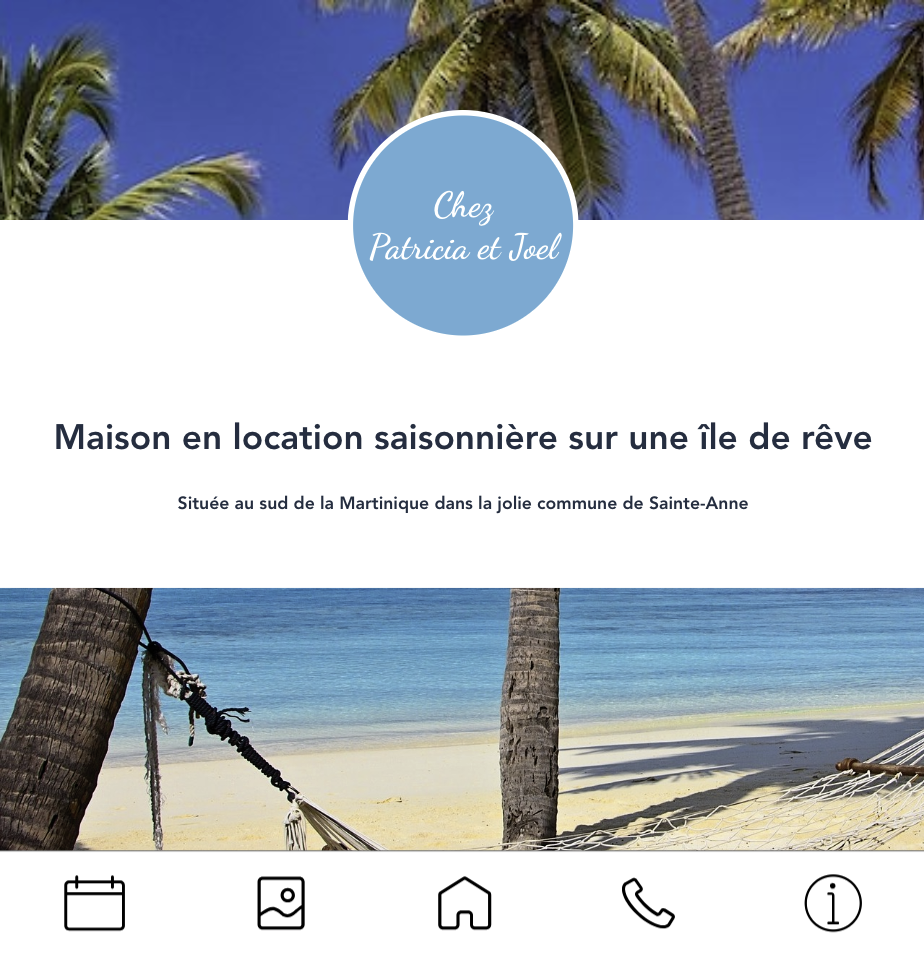 Chez
Patricia et Joel
Maison en location saisonnière sur une île de rêve
Située au sud de la Martinique dans la jolie commune de Sainte-Anne